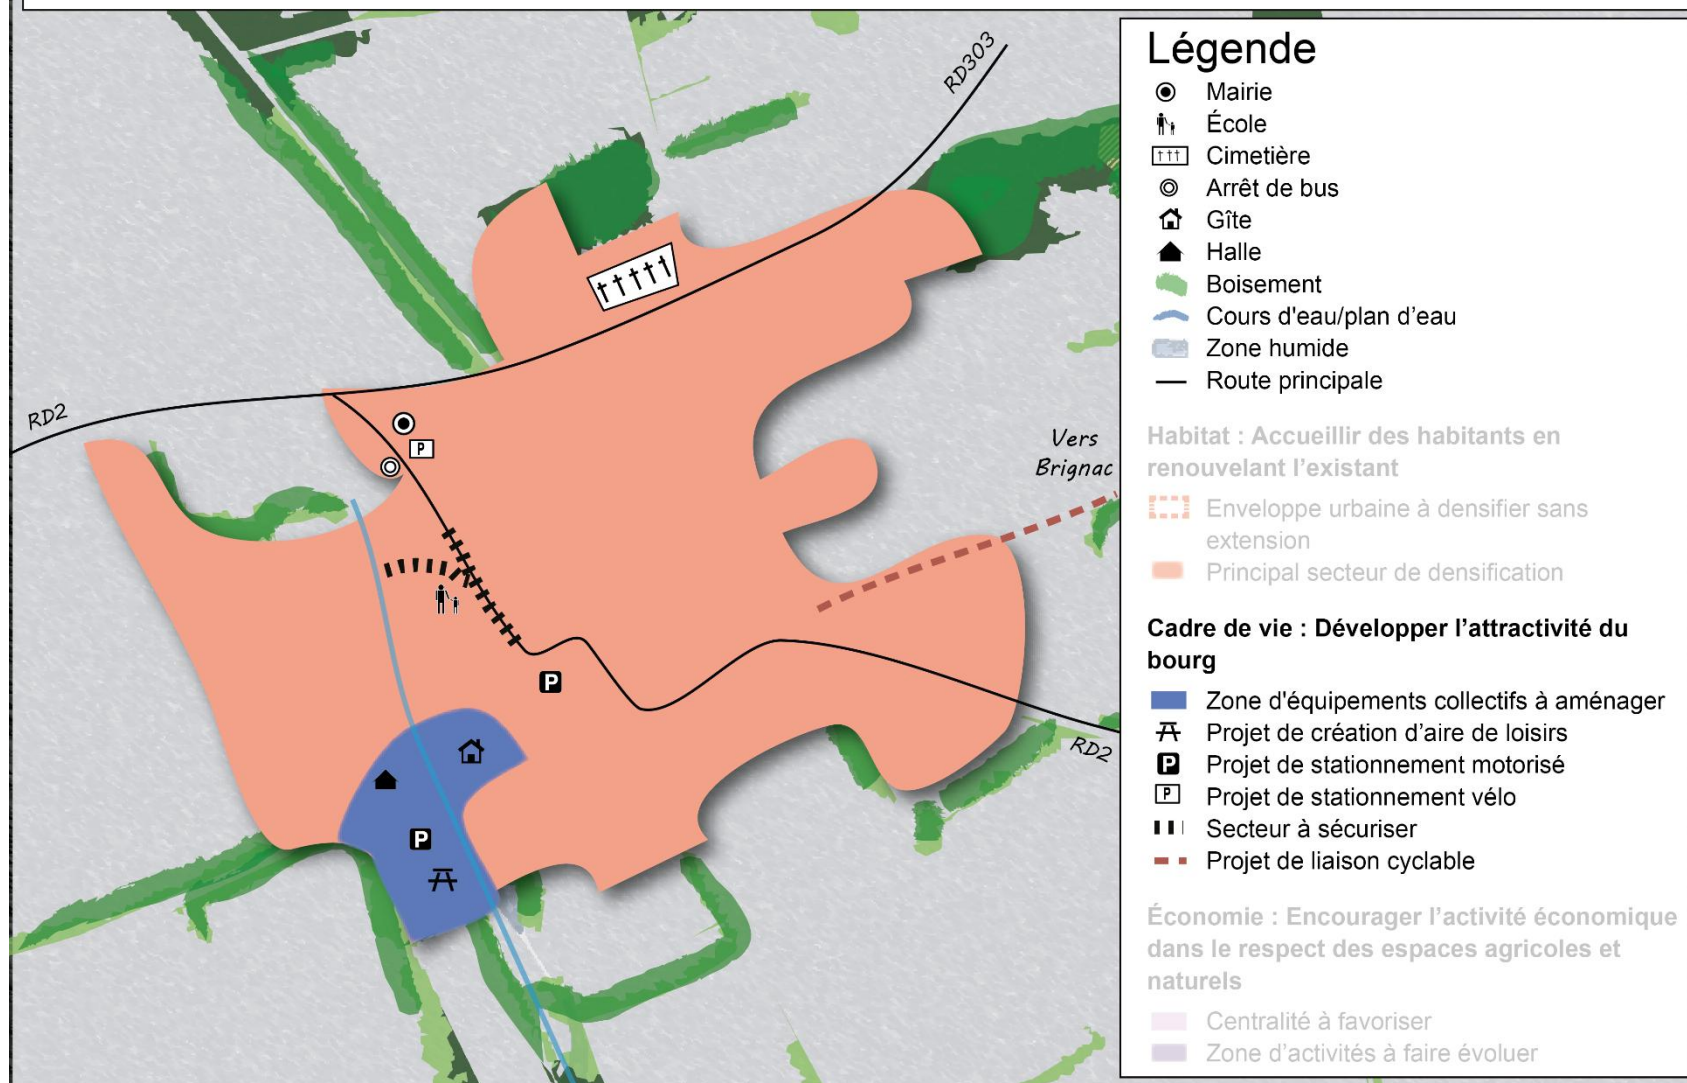 RD303
RD2
P
Vers
Brignac
P
RD2
P
Légende
Mairie
École
Cimetière
Arrêt de bus
Gîte
Halle
Boisement
Cours d'eau/plan d’eau
Zone humide
Route principale
Habitat : Accueillir des habitants en
renouvelant l’existant
Enveloppe urbaine à densifier sans
extension
Principal secteur de densification
Cadre de vie : Développer l’attractivité du
bourg
Zone d'équipements collectifs à aménager
Projet de création d’aire de loisirs
P Projet de stationnement motorisé
P Projet de stationnement vélo
Secteur à sécuriser
Projet de liaison cyclable
Économie : Encourager l’activité économique
dans le respect des espaces agricoles et
naturels
Centralité à favoriser
Zone d’activités à faire évoluer